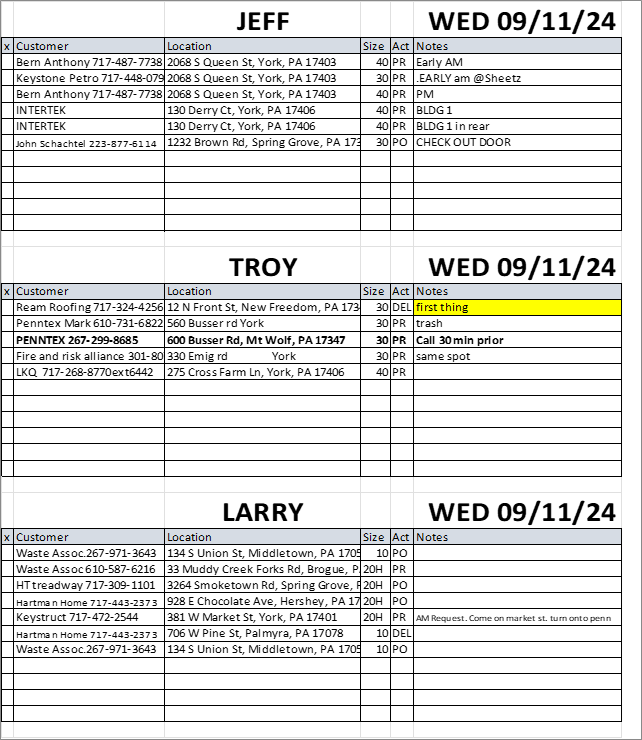 JEFF WED 09/11/24
x Customer Location Size Act Notes
Bern Anthony 717-487-7738 2068 S Queen St, York, PA 17403 40 PR Early AM
Keystone Petro 717-448-079 2068 S Queen St, York, PA 17403 30 PR .EARLY am @Sheetz
Bern Anthony 717-487-7738 2068 S Queen St, York, PA 17403 40 PR PM
INTERTEK 130 Derry Ct, York, PA 17406 40 PR BLDG 1
INTERTEK 130 Derry Ct, York, PA 17406 40 PR BLDG 1 in rear
John Schachtel 223-877-6114 1232 Brown Rd, Spring Grove, PA 173 30 PO CHECK OUT DOOR
TROY WED 09/11/24
x Customer Location Size Act Notes
Ream Roofing 717-324-4256 12 N Front St, New Freedom, PA 173 30 DEL first thing
Penntex Mark 610-731-6822 560 Busser rd York 30 PR trash
PENNTEX 267-299-8685 600 Busser Rd, Mt Wolf, PA 17347 30 PR Call 30 min prior
Fire and risk alliance 301-80 330 Emig rd York 30 PR same spot
LKQ 717-268-8770ext6442 275 Cross Farm Ln, York, PA 17406 40 PR
LARRY WED 09/11/24
x Customer Location Size Act Notes
Waste Assoc.267-971-3643 134 S Union St, Middletown, PA 1705 10 PO
Waste Assoc 610-587-6216 33 Muddy Creek Forks Rd, Brogue, P 20H PR
HT treadway 717-309-1101 3264 Smoketown Rd, Spring Grove, P 20H PO
Hartman Home 717-443-2373 928 E Chocolate Ave, Hershey, PA 17 20H PO
Keystruct 717-472-2544 381 W Market St, York, PA 17401 20H PR AM Request. Come on market st. turn onto penn
Hartman Home 717-443-2373 706 W Pine St, Palmyra, PA 17078 10 DEL
Waste Assoc.267-971-3643 134 S Union St, Middletown, PA 1705 10 PO